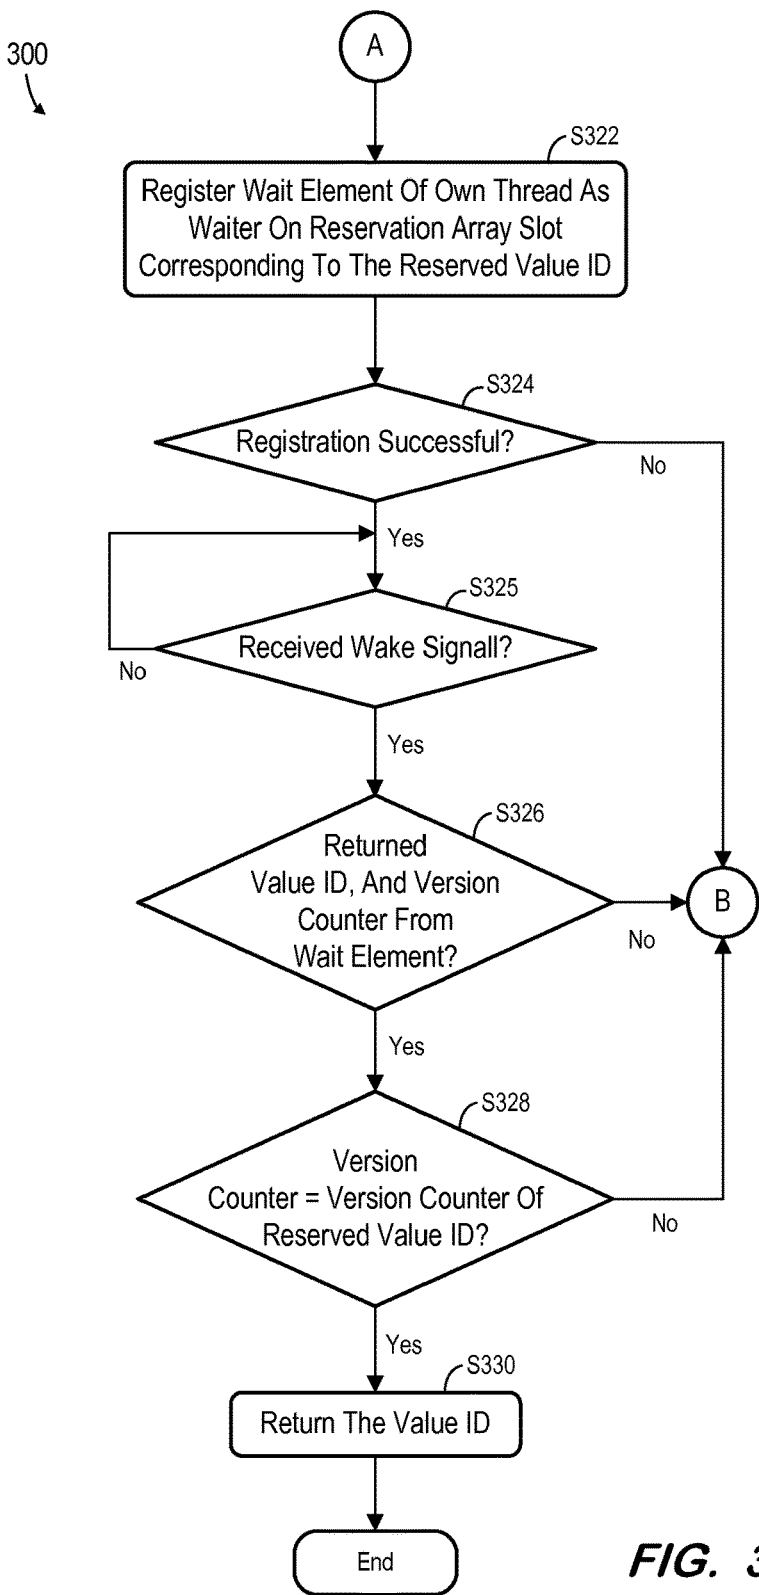 A
300
S322
Register Wait Element Of Own Thread As
Waiter On Reservation Array Slot
Corresponding To The Reserved Value ID
S324
Registration Successful?
No
Yes
S325
Received Wake Signall?
No
Yes
S326
Returned
Value ID, And Version
Counter From
Wait Element?
B
No
Yes
S328
Version
Counter = Version Counter Of
Reserved Value ID?
No
Yes
S330
Return The Value ID
End
FIG. 3